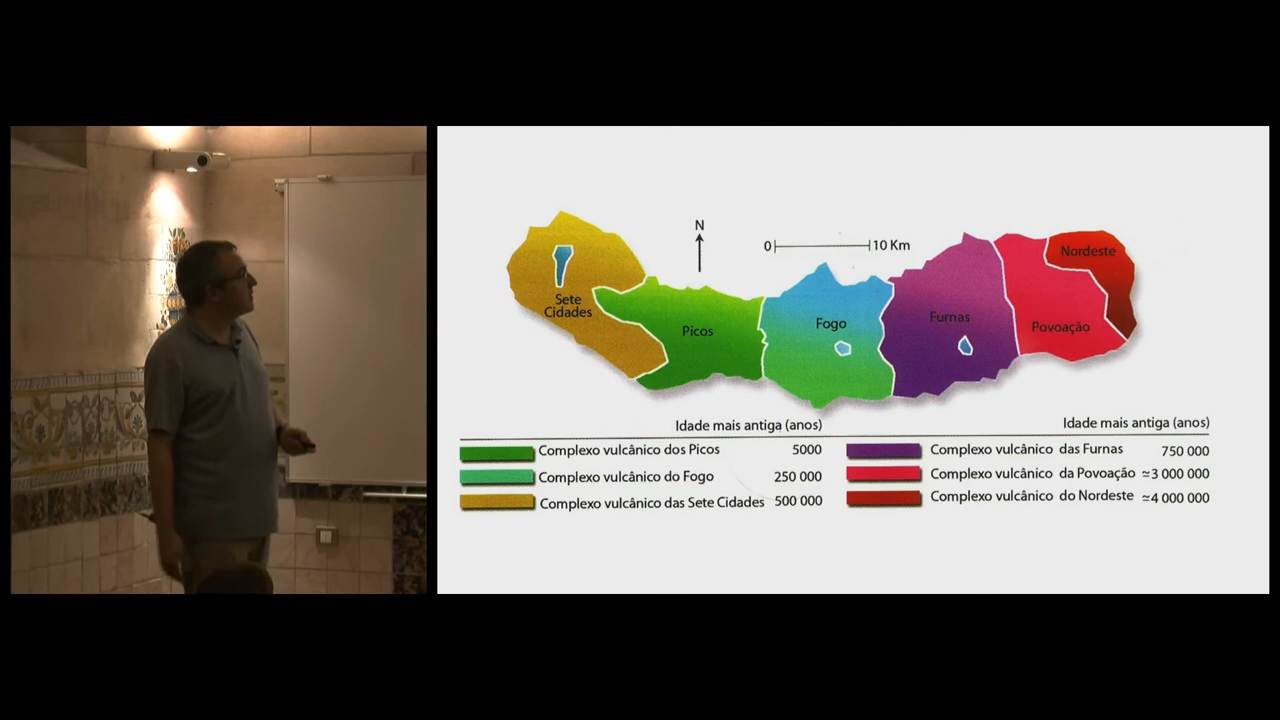 N
0 10 Km
Nordeste
Sete
Cidades
Picos
Fogo
Furnas
Povoação
Idade mais antiga (anos)
Complexo vulcânico dos Picos 5000
Complexo vulcânico do Fogo 250 000
Complexo vulcânico das Sete Cidades 500 000
Idade mais antiga (anos)
Complexo vulcânico das Furnas 750 000
Complexo vulcânico da Povoação ≃3 000 000
Complexo vulcânico do Nordeste ≃4 000 000